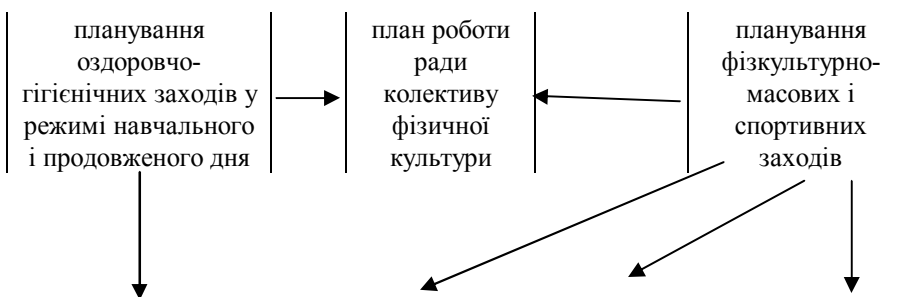 планування
оздоровчо-
гігієнічних заходів у
режимі навчального
і продовженого дня
план роботи
ради
колективу
фізичної
культури
планування
фізкультурно-
масових і
спортивних
заходів